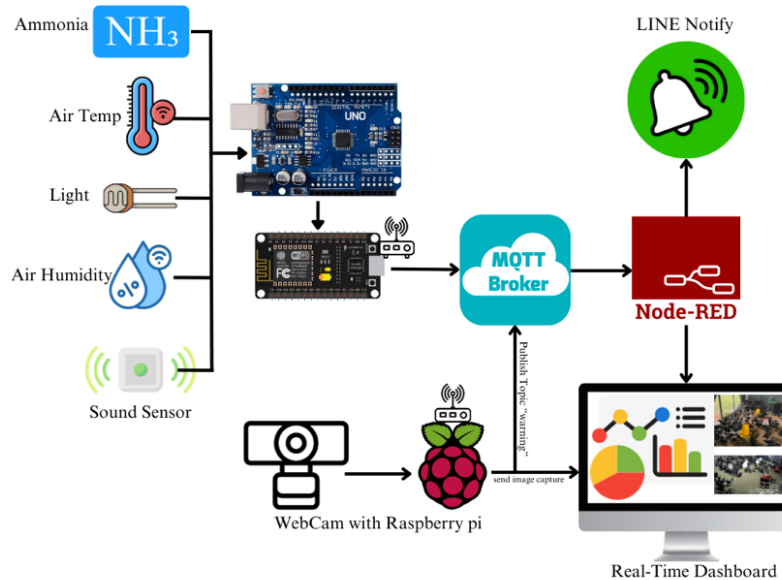 Ammonia
NH3
LINE Notify
Air Temp
UNO
Light
Air Humidity
%
FC
MQTT
Broker
Node-RED
Sound Sensor
Publish Topic "warning"
send image capture
WebCam with Raspberry pi
Real-Time Dashboard